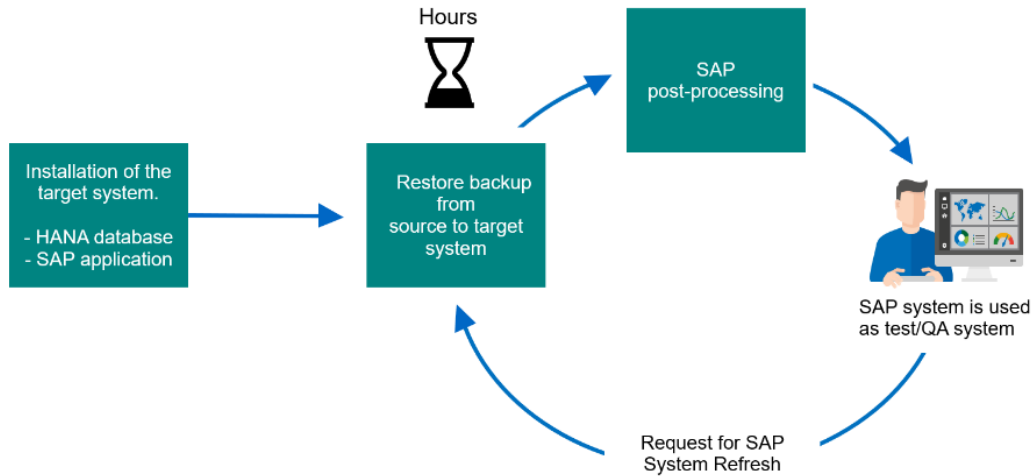 Hours
Installation of the
target system.
- HANA database
- SAP application
Restore backup
from
source to target
system
SAP
post-processing
SAP system is used
as test/QA system
Request for SAP
System Refresh